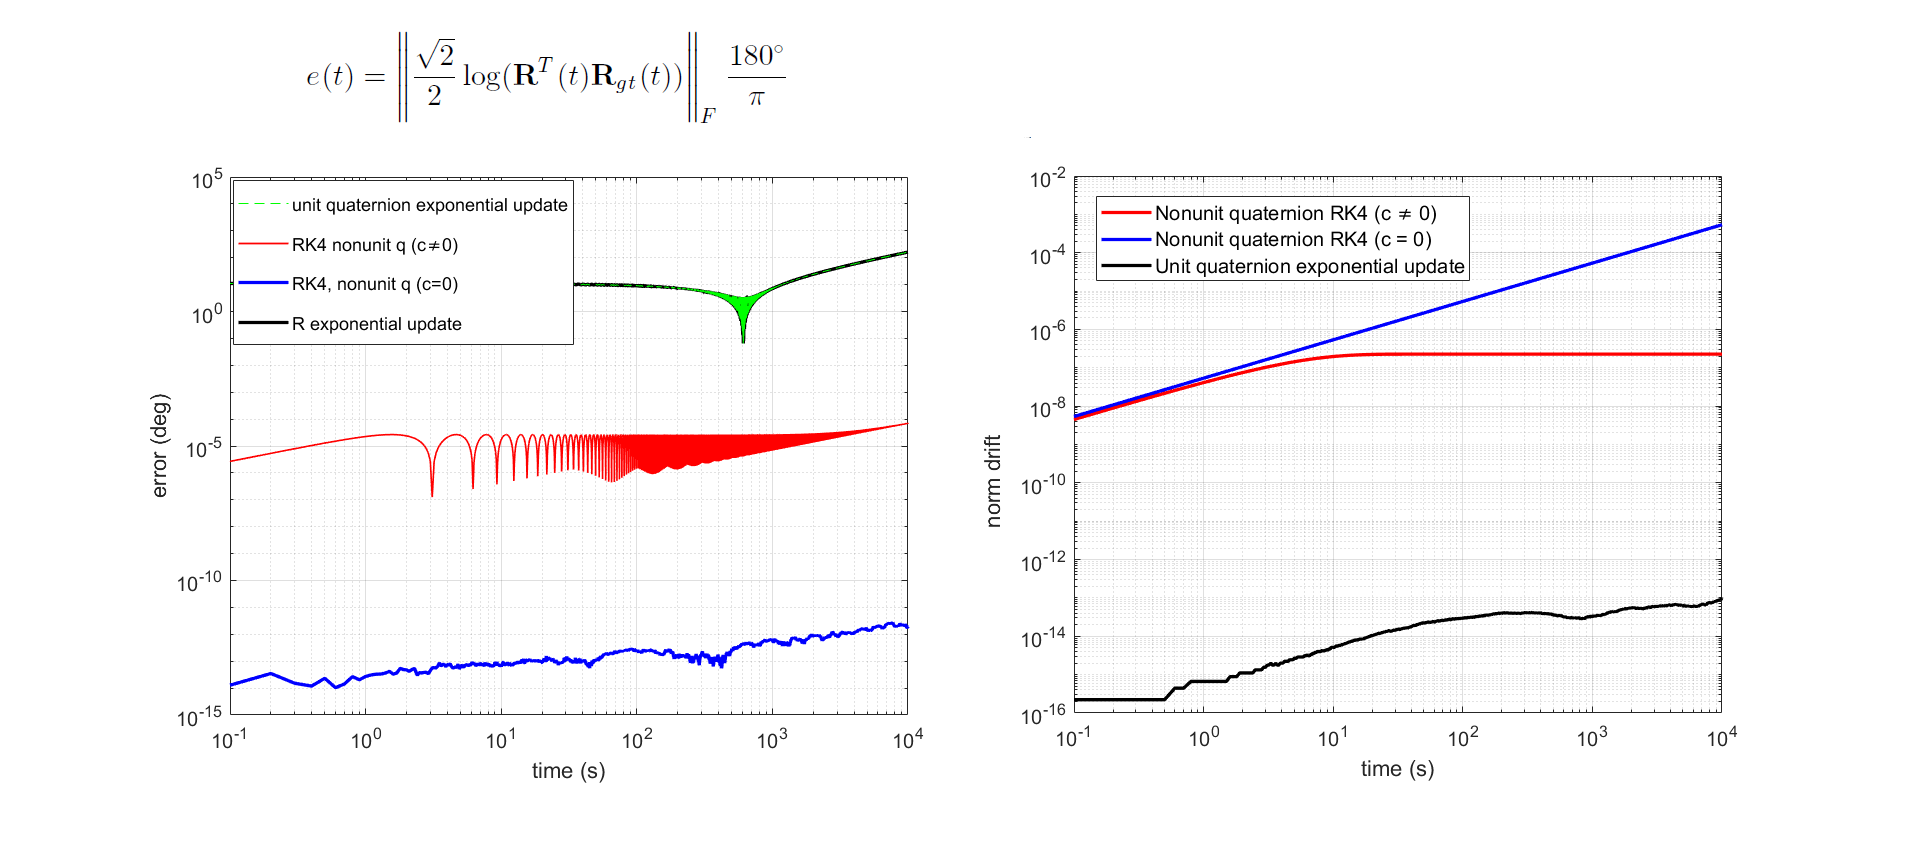 e(t) = ‖ √2/2 log(R^T(t)R_gt(t)) ‖_F 180°/π
10^5
10^0
10^-5
10^-10
10^-15
error (deg)
unit quaternion exponential update
RK4 nonunit q (c≠0)
RK4, nonunit q (c=0)
R exponential update
10^-1 10^0 10^1 10^2 10^3 10^4
time (s)
10^-2
10^-4
10^-6
10^-8
10^-10
10^-12
10^-14
10^-16
norm drift
Nonunit quaternion RK4 (c ≠ 0)
Nonunit quaternion RK4 (c = 0)
Unit quaternion exponential update
10^-1 10^0 10^1 10^2 10^3 10^4
time (s)